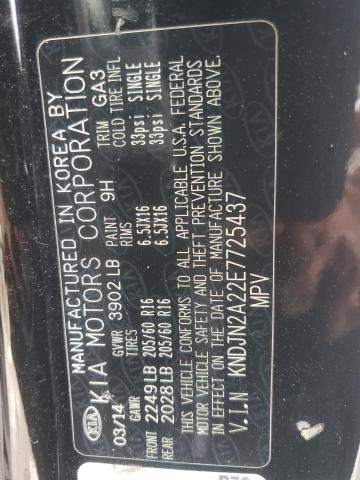 MANUFACTURED IN KOREA BY
KIA KIA MOTORS CORPORATION
03/14 GVWR 3902 LB PAINT 9H TRIM GA3
GAWR TIRES RIMS COLD TIRE INFL
FRONT 2249 LB 205/60 R16 6.5JX16 33psi SINGLE
REAR 2028 LB 205/60 R16 6.5JX16 33psi SINGLE
THIS VEHICLE CONFORMS TO ALL APPLICABLE U.S.A. FEDERAL
MOTOR VEHICLE SAFETY AND THEFT PREVENTION STANDARDS
IN EFFECT ON THE DATE OF MANUFACTURE SHOWN ABOVE.
V.I.N KNDJN2A22E7725437
MPV